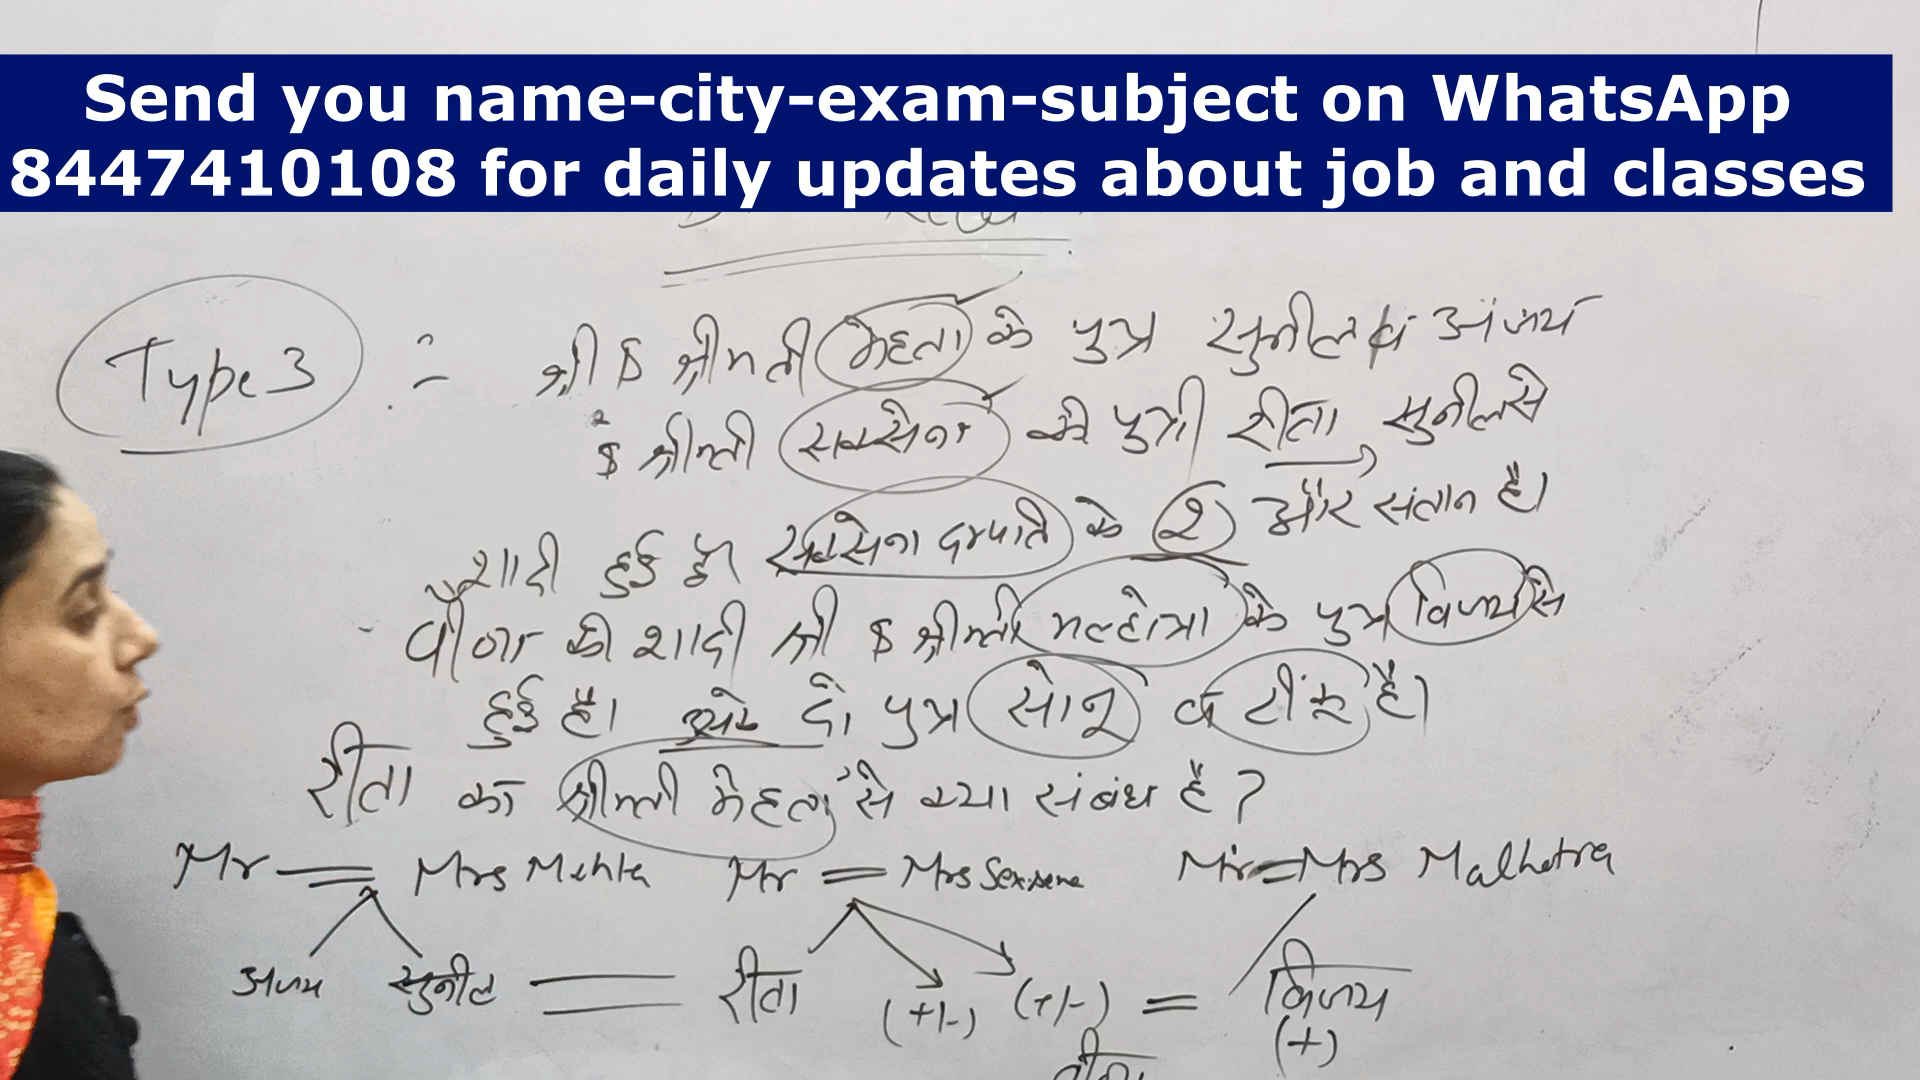 Send you name-city-exam-subject on WhatsApp
8447410108 for daily updates about job and classes
Type 3 :- श्री & श्रीमती मेहता के पुत्र सुनील व अजय
& श्रीमती सक्सेना की पुत्री रीता सुनील से
शादी हुई है। सक्सेना दम्पति के 2 और संतान है।
की शादी श्री & श्रीमती मल्होत्रा के पुत्र विजय से
हुई है। दो पुत्र सोनू व है।
रीता का श्रीमती मेहता से क्या संबंध है ?
Mr = Mrs Mehta Mr = Mrs Mr = Mrs Malhotra
अजय सुनील = रीता (+/-) (+/-) = विजय
(+)